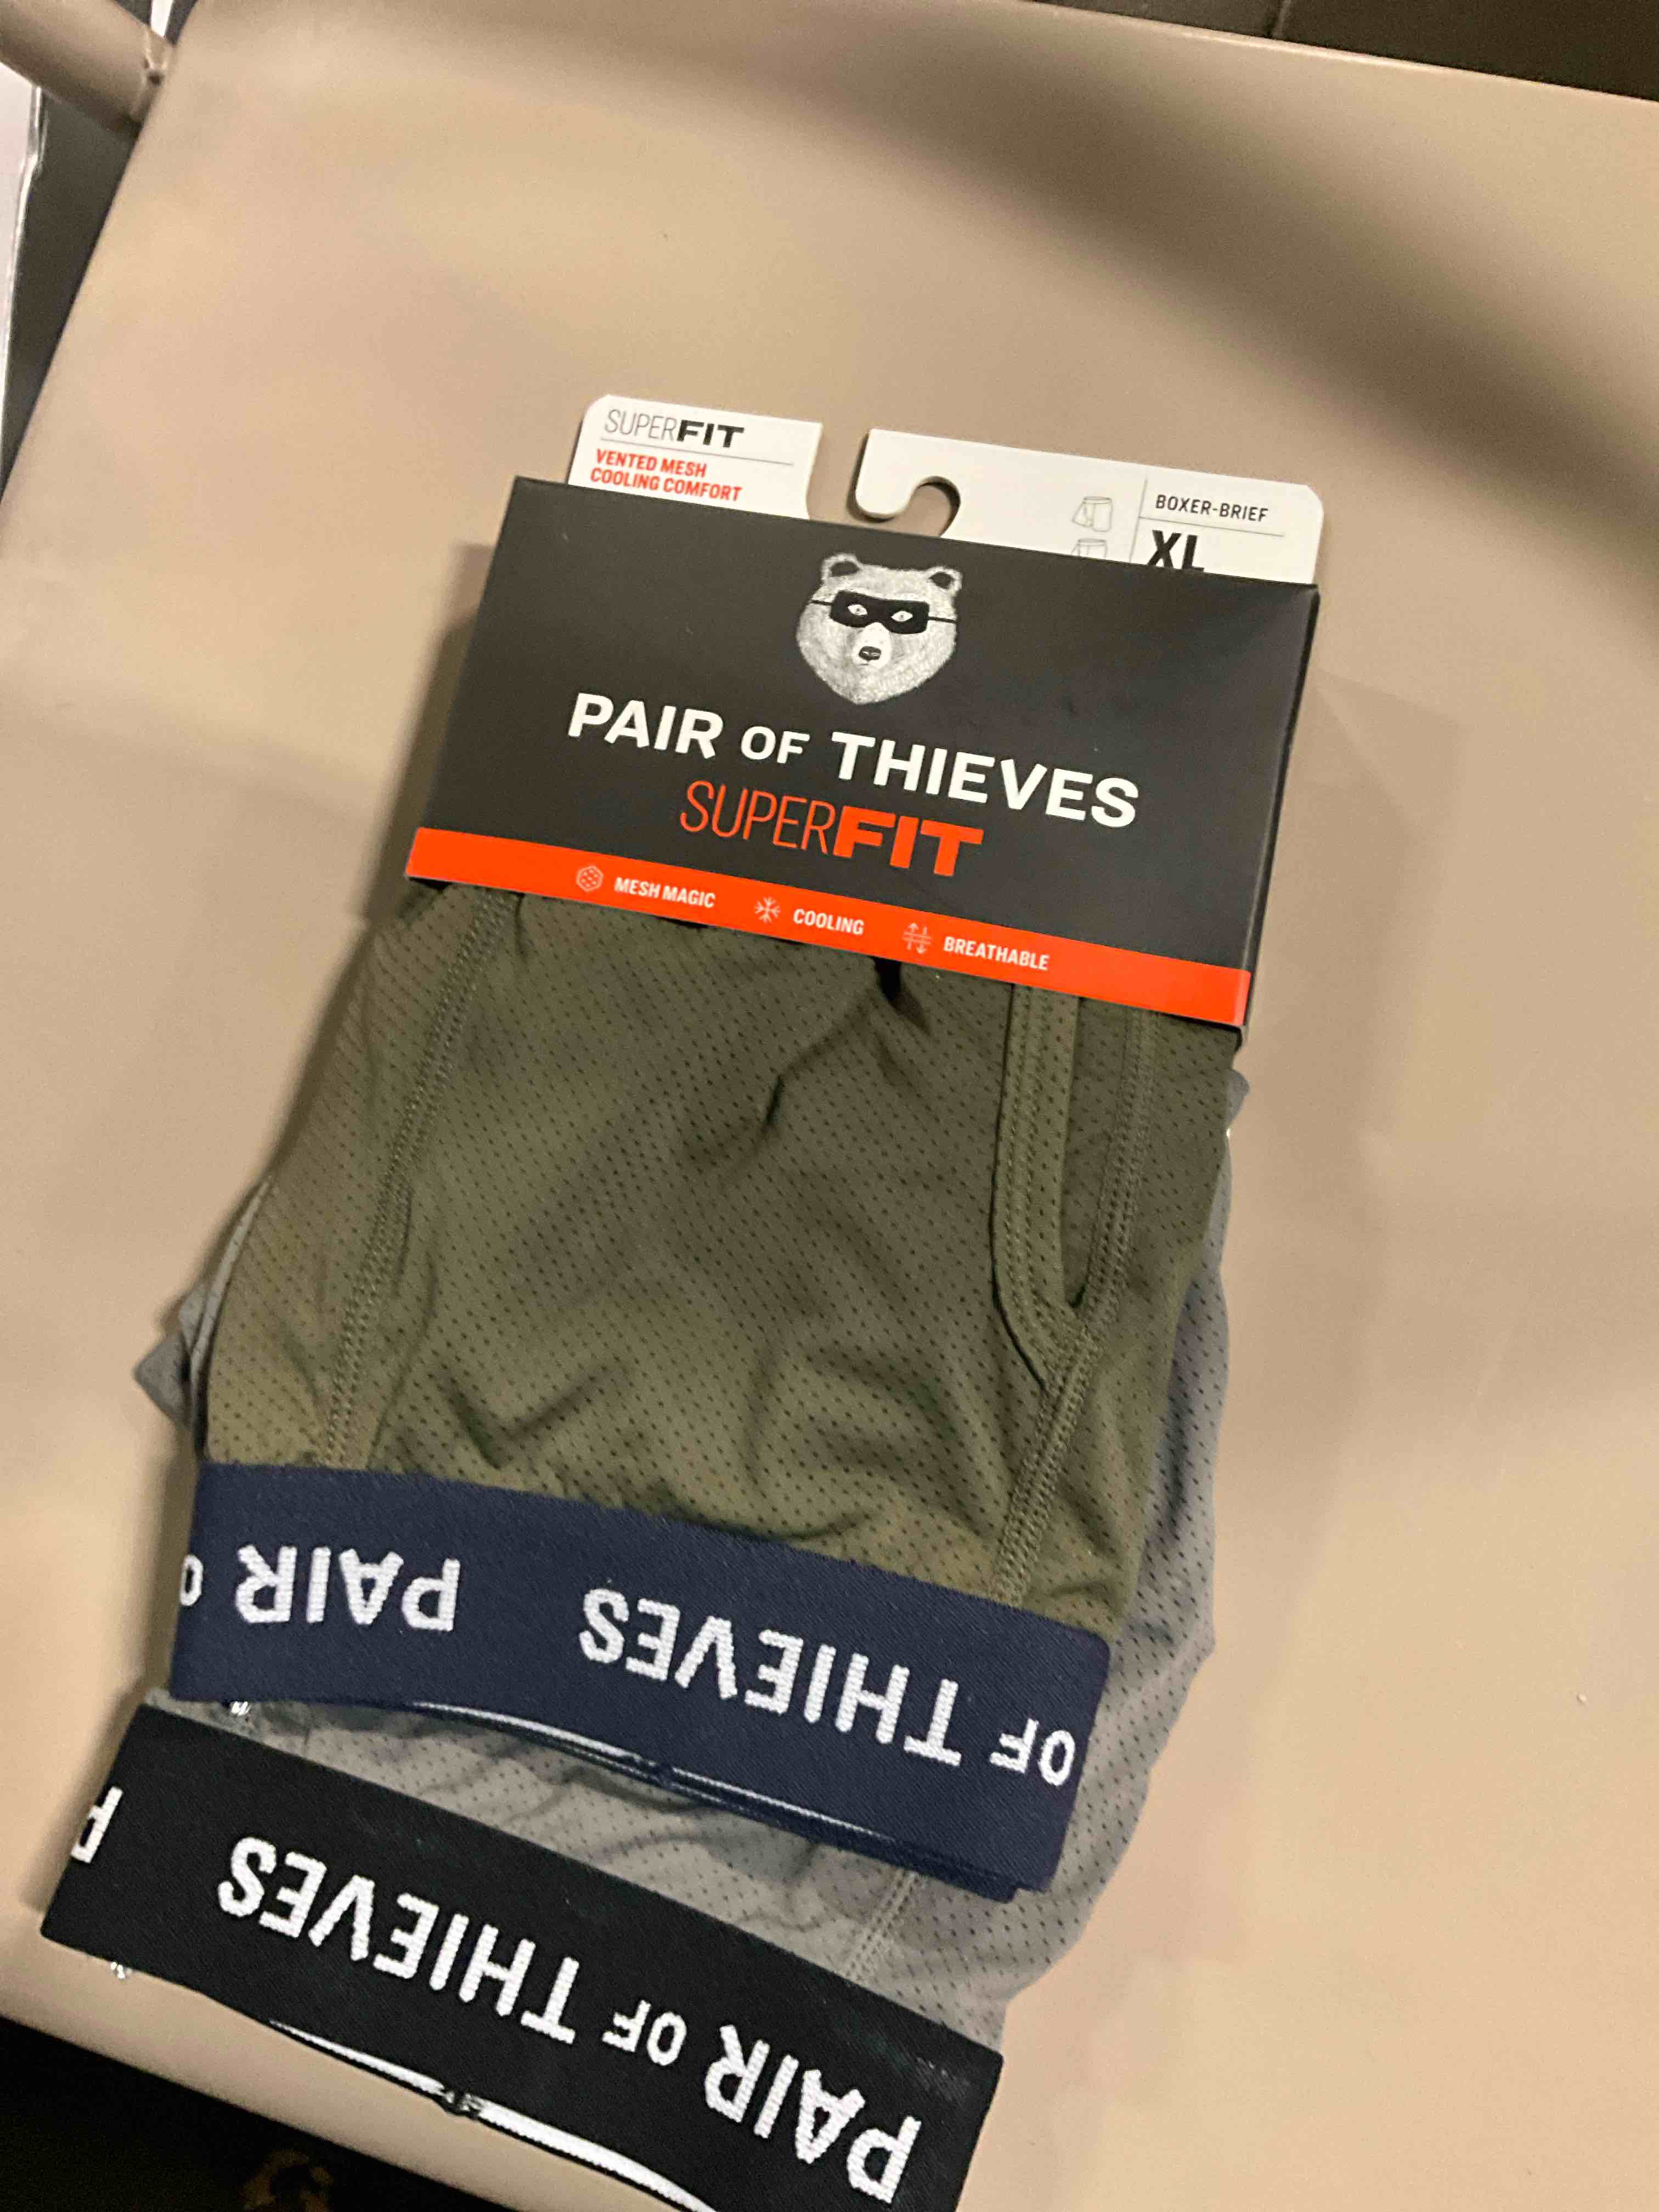 SUPERFIT
VENTED MESH
COOLING COMFORT
BOXER-BRIEF
XL
PAIR OF THIEVES
SUPERFIT
MESH MAGIC COOLING BREATHABLE
OF THIEVES PAIR O
PAIR OF THIEVES P